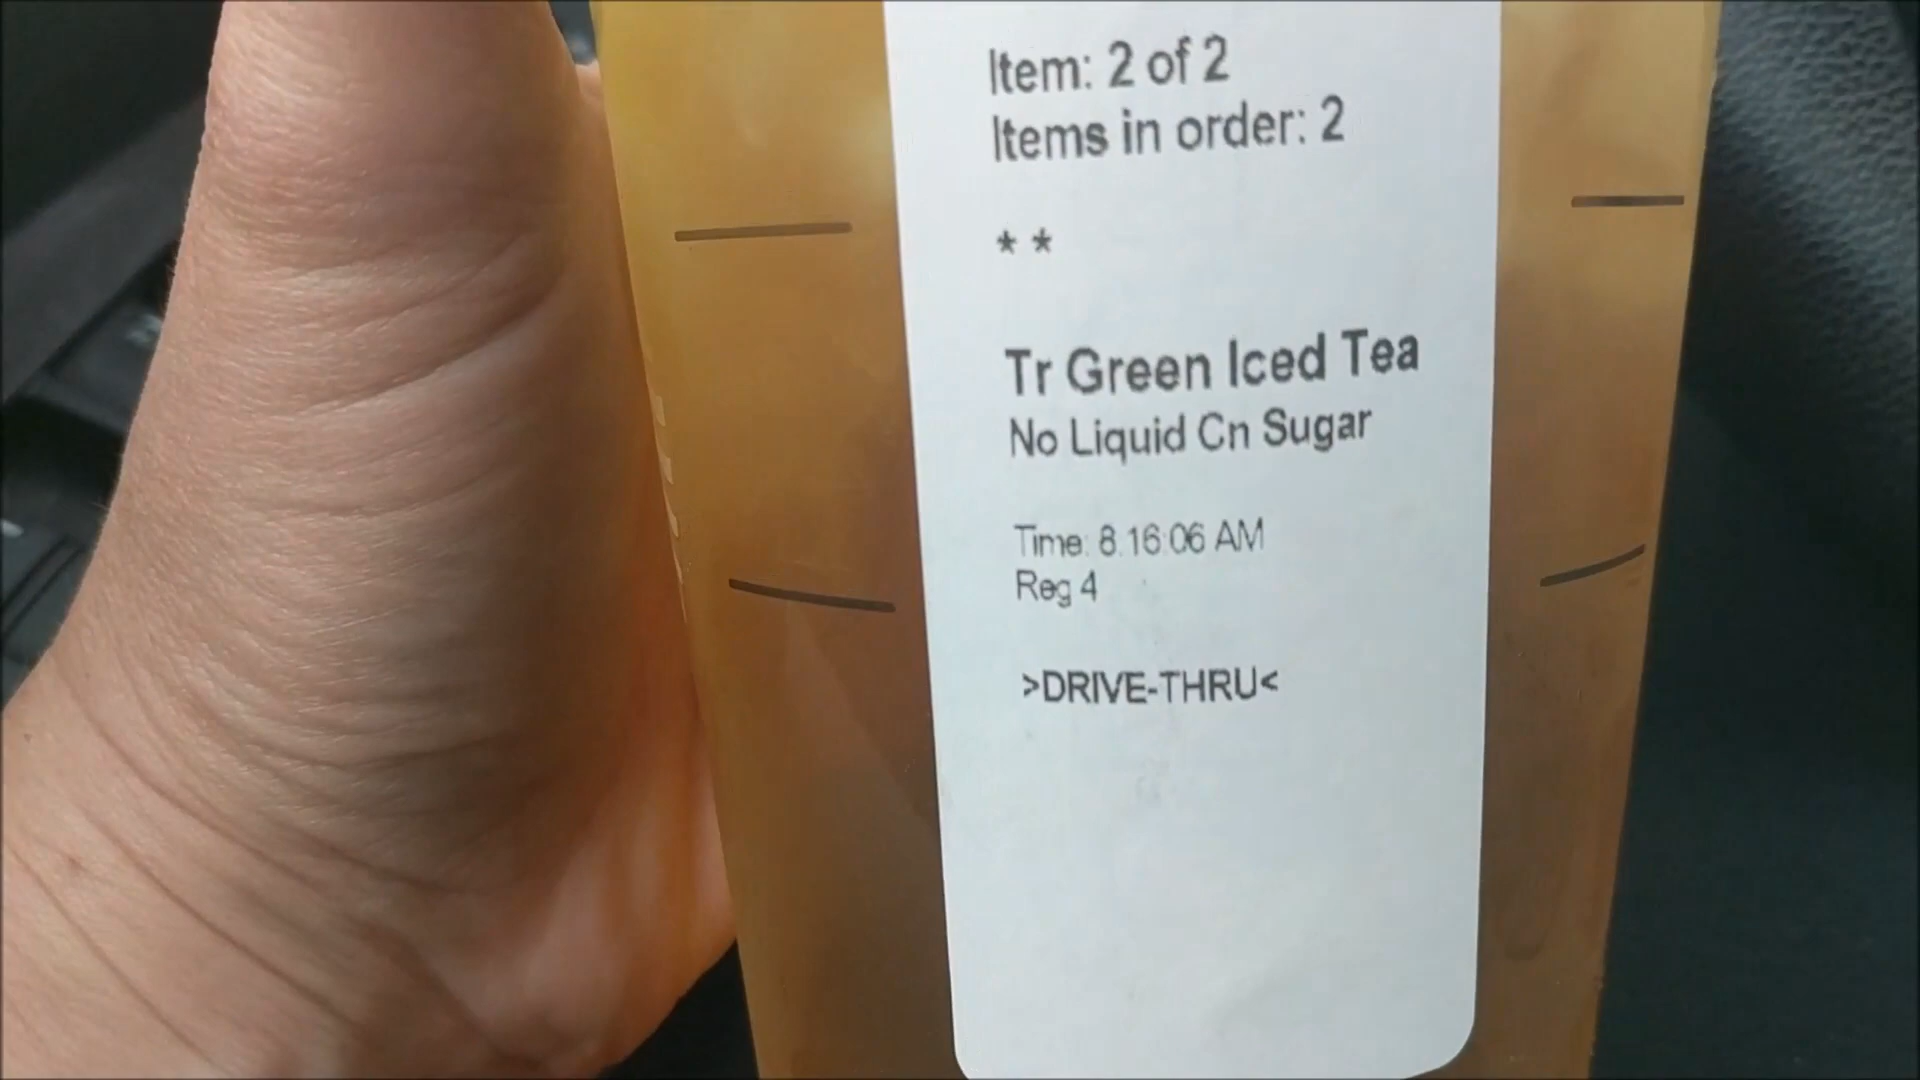 Item: 2 of 2
Items in order: 2
* *
Tr Green Iced Tea
No Liquid Cn Sugar
Time: 8:16:06 AM
Reg 4
>DRIVE-THRU<